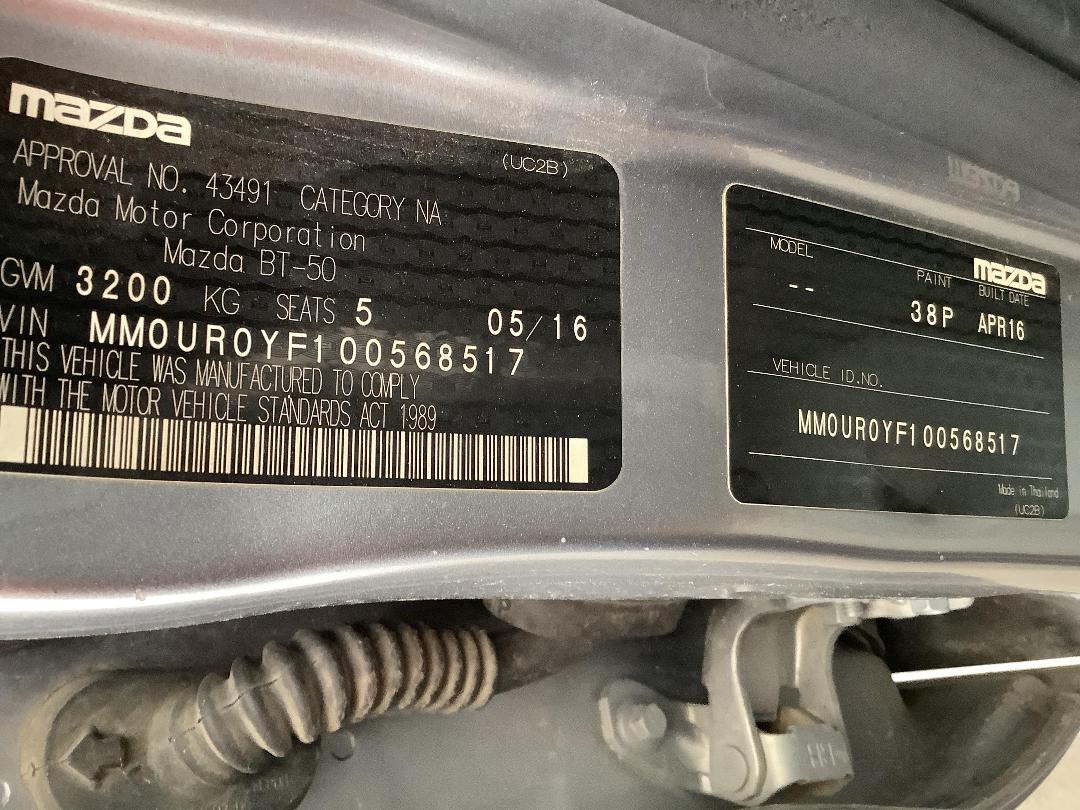 mazda
(UC2B)
APPROVAL NO. 43491 CATEGORY NA
Mazda Motor Corporation
Mazda BT-50
GVM 3200 KG SEATS 5 05/16
VIN MM0UR0YF100568517
THIS VEHICLE WAS MANUFACTURED TO COMPLY
WITH THE MOTOR VEHICLE STANDARDS ACT 1989
mazda
MODEL PAINT BUILT DATE
-- 38P APR16
VEHICLE ID.NO.
MM0UR0YF100568517
Made in Thailand
(UC2B)